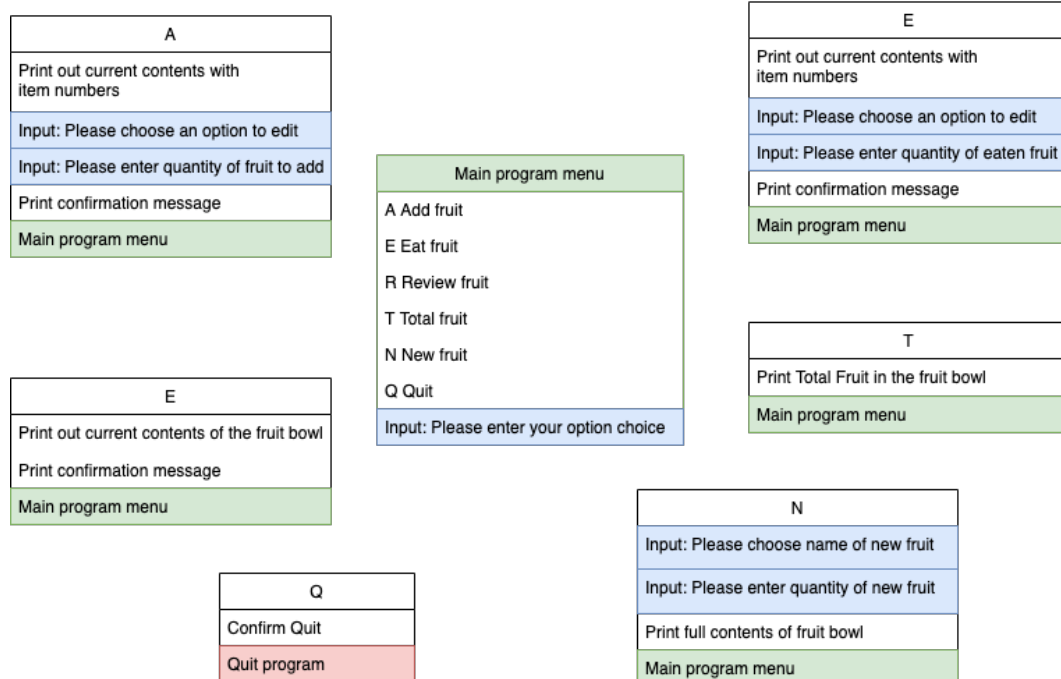 A
Print out current contents with
item numbers
Input: Please choose an option to edit
Input: Please enter quantity of fruit to add
Print confirmation message
Main program menu
E
Print out current contents with
item numbers
Input: Please choose an option to edit
Input: Please enter quantity of eaten fruit
Print confirmation message
Main program menu
Main program menu
A Add fruit
E Eat fruit
R Review fruit
T Total fruit
N New fruit
Q Quit
Input: Please enter your option choice
T
Print Total Fruit in the fruit bowl
Main program menu
E
Print out current contents of the fruit bowl
Print confirmation message
Main program menu
N
Input: Please choose name of new fruit
Input: Please enter quantity of new fruit
Print full contents of fruit bowl
Main program menu
Q
Confirm Quit
Quit program